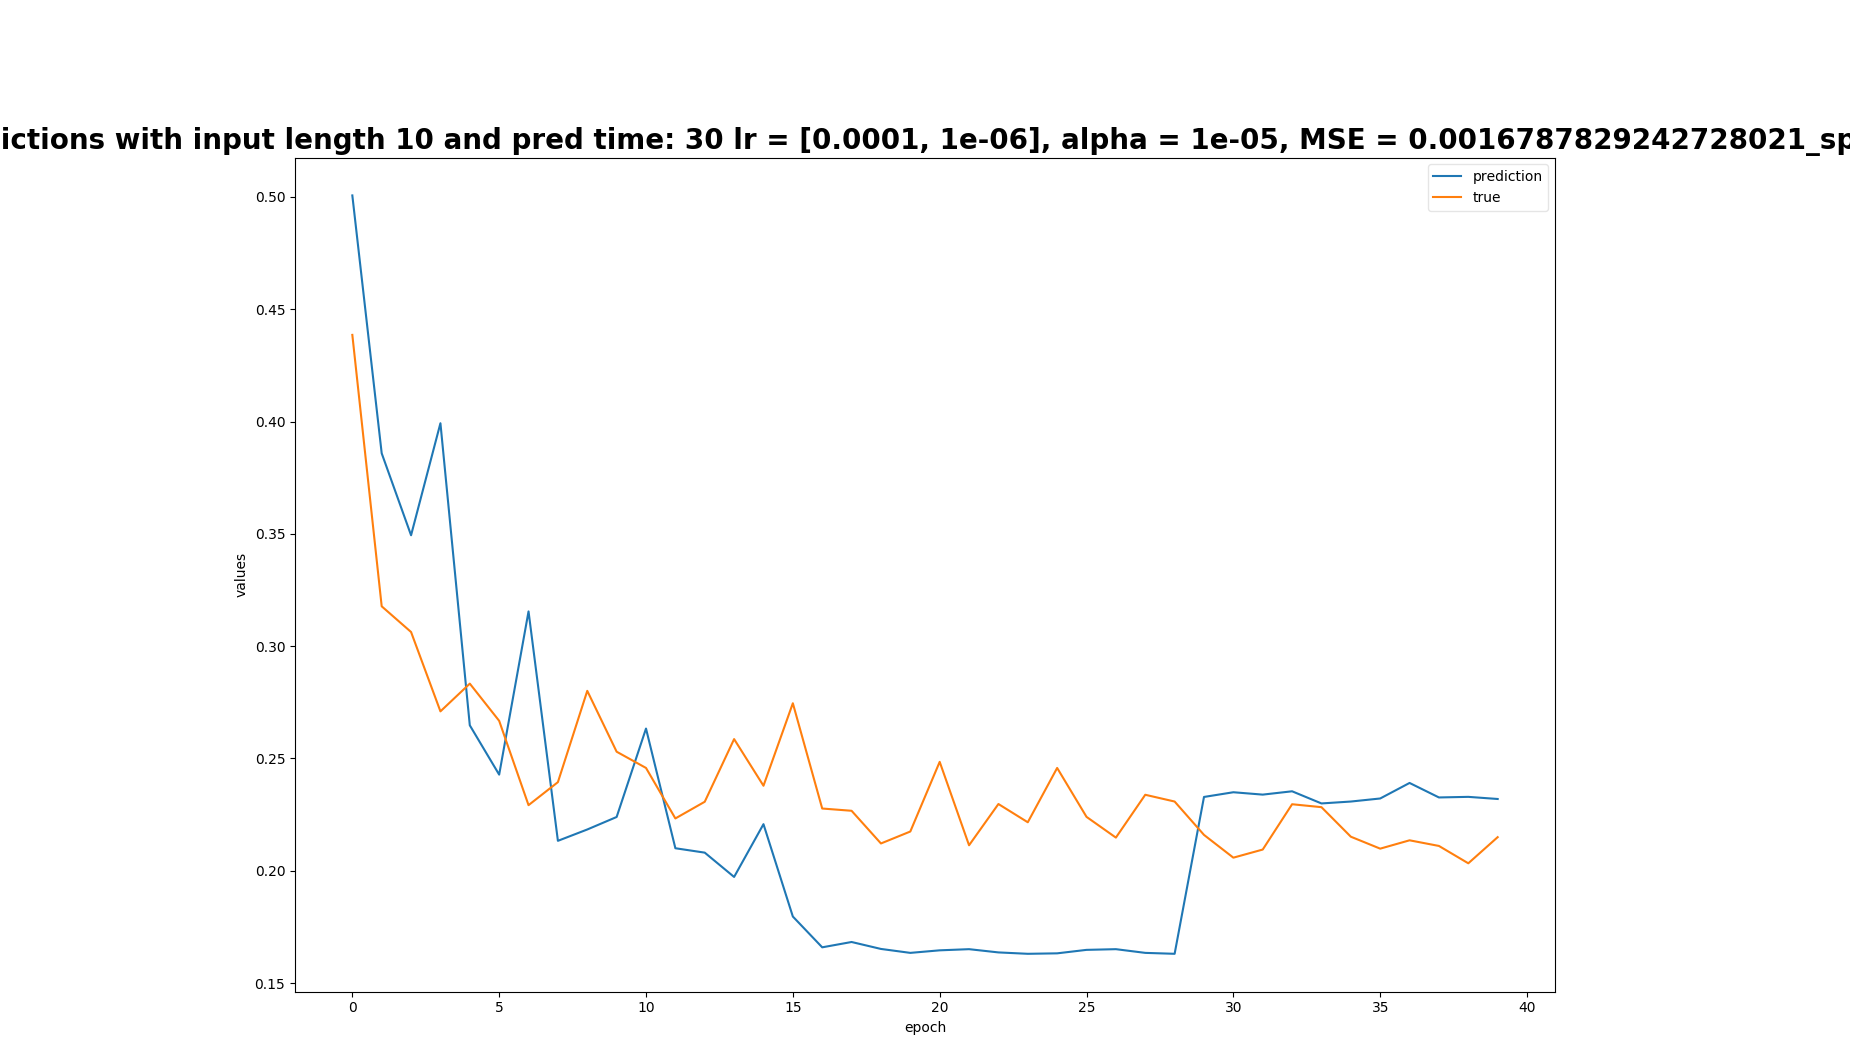 ictions with input length 10 and pred time: 30 lr = [0.0001, 1e-06], alpha = 1e-05, MSE = 0.0016787829242728021_sp
prediction
true
0.50
0.45
0.40
0.35
0.30
0.25
0.20
0.15
values
0 5 10 15 20 25 30 35 40
epoch